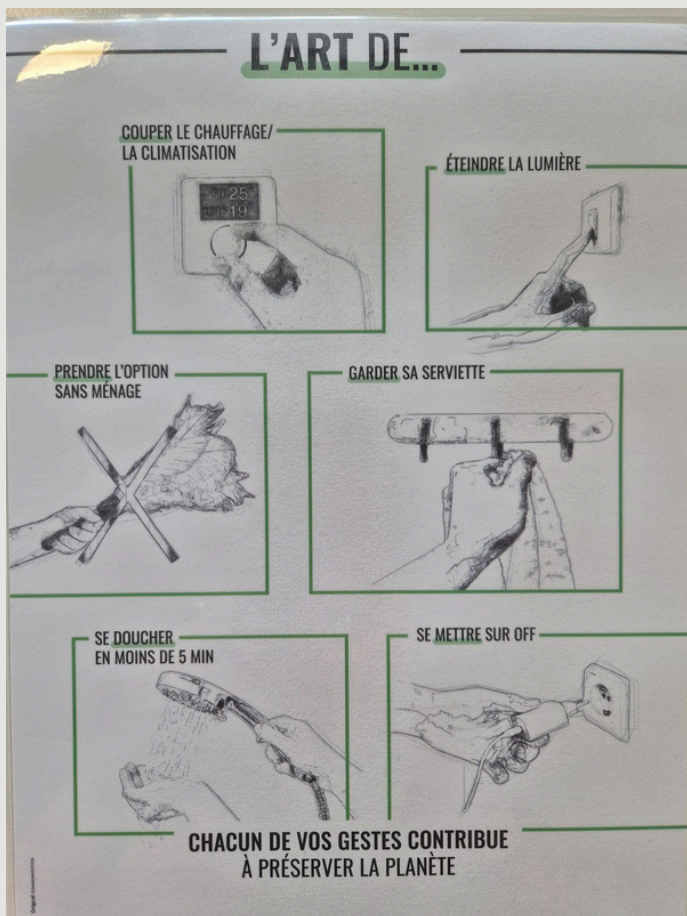 L'ART DE...
COUPER LE CHAUFFAGE/
LA CLIMATISATION
25
19
ÉTEINDRE LA LUMIÈRE
PRENDRE L'OPTION
SANS MÉNAGE
GARDER SA SERVIETTE
SE DOUCHER
EN MOINS DE 5 MIN
SE METTRE SUR OFF
CHACUN DE VOS GESTES CONTRIBUE
À PRÉSERVER LA PLANÈTE